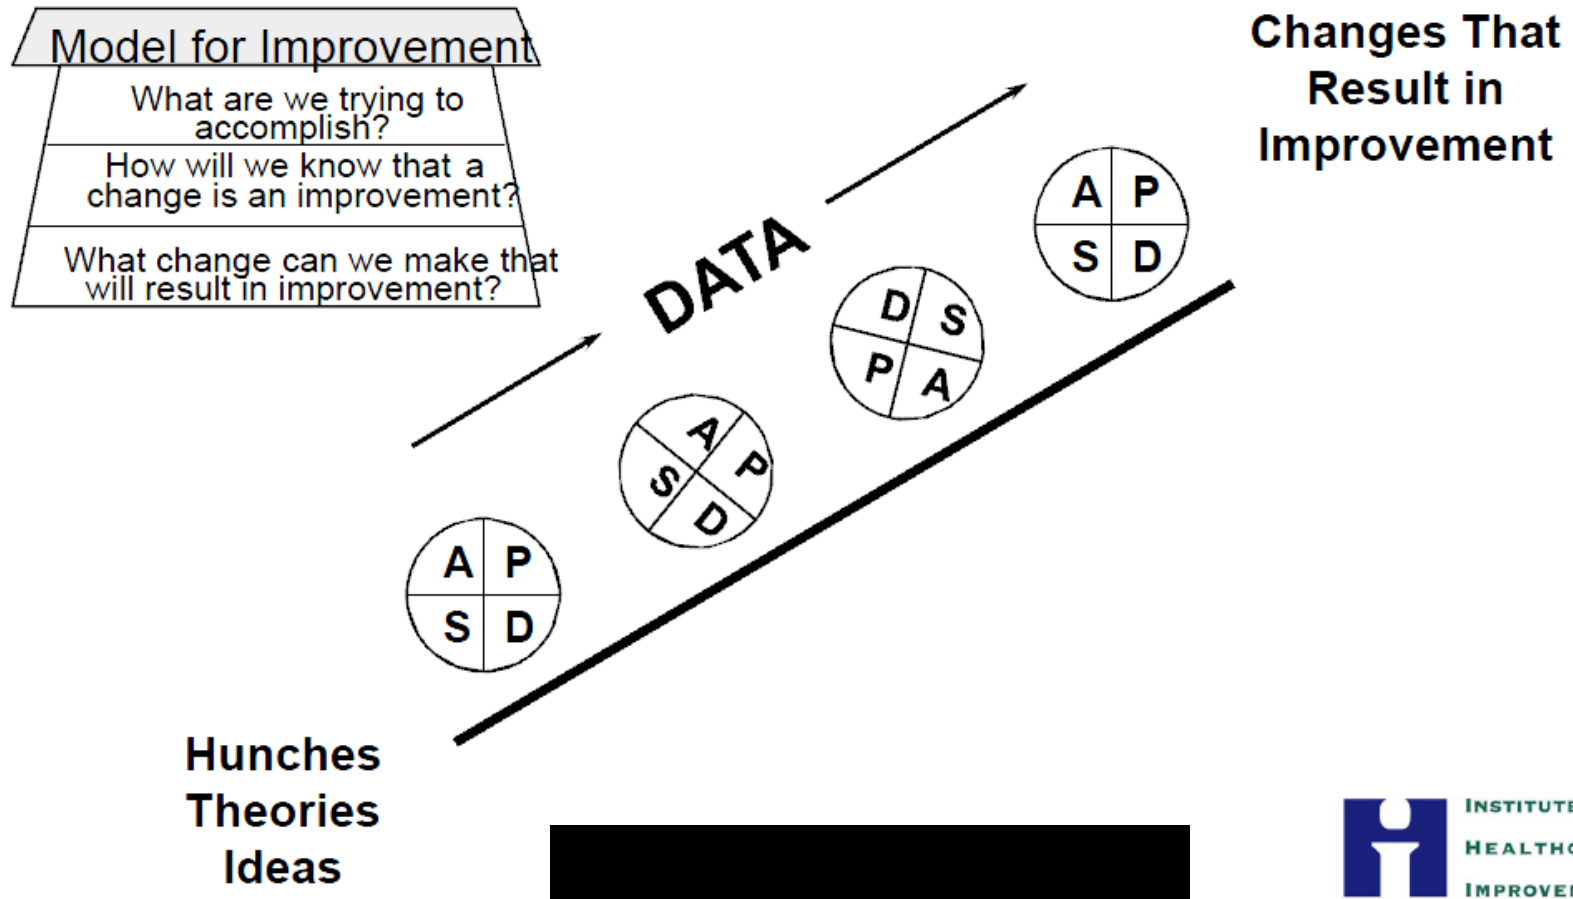 Model for Improvement
What are we trying to
accomplish?
How will we know that a
change is an improvement?
What change can we make that
will result in improvement?
Changes That
Result in
Improvement
DATA
A P
S D
D S
P A
A P
S D
A P
S D
Hunches
Theories
Ideas
INSTITUTE